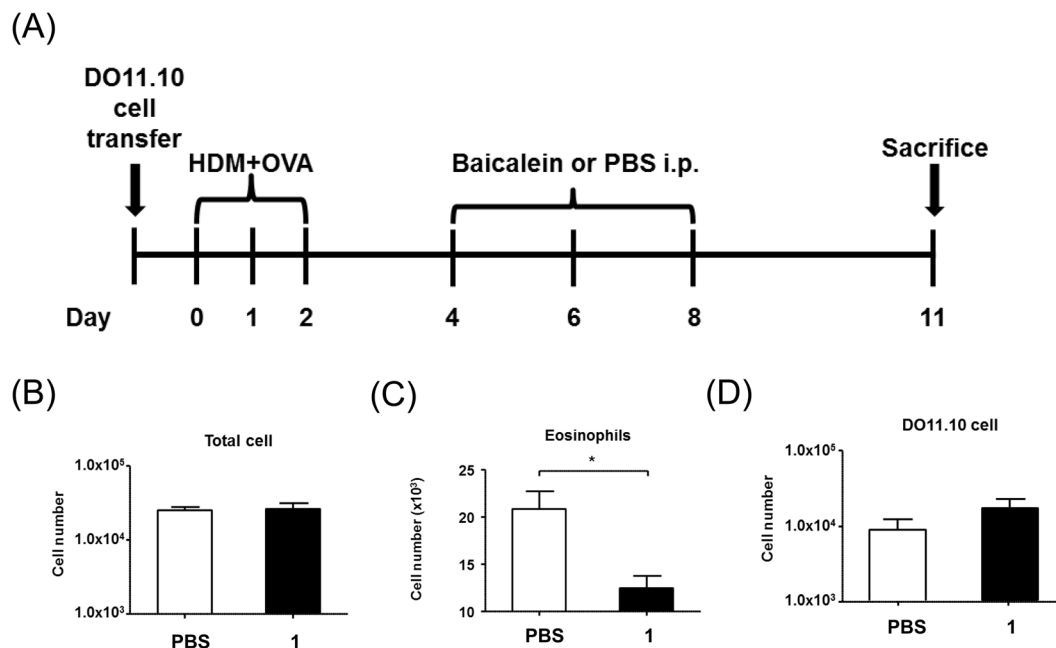 (A)
DO11.10
cell
transfer
HDM+OVA
Baicalein or PBS i.p.
Sacrifice
Day 0 1 2 4 6 8 11
(B)
Total cell
Cell number
1.0x10⁵
1.0x10⁴
1.0x10³
PBS 1
(C)
Eosinophils
*
Cell number (x10³)
25
20
15
10
PBS 1
(D)
DO11.10 cell
Cell number
1.0x10⁵
1.0x10⁴
1.0x10³
PBS 1